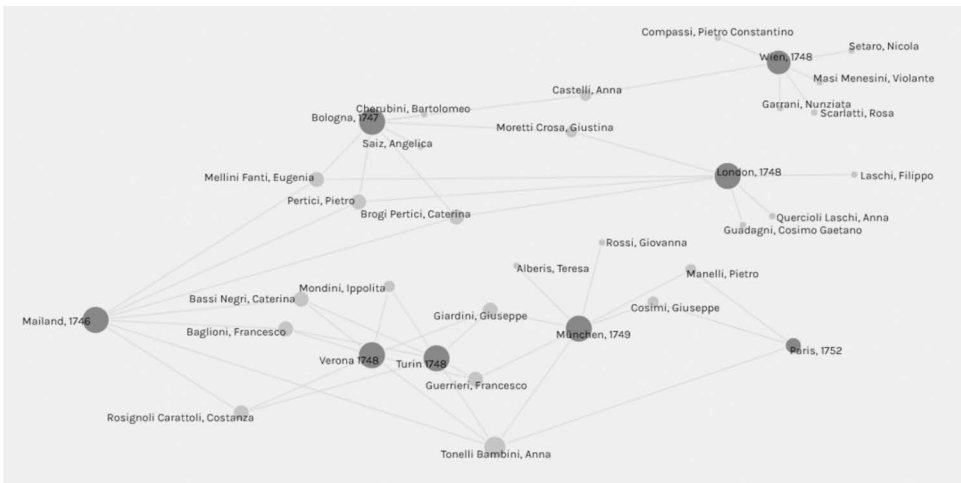 Compassi, Pietro Constantino
Setaro, Nicola
Wien, 1748
Masi Menesini, Violante
Castelli, Anna
Garrani, Nunziata
Scarlatti, Rosa
Cherubini, Bartolomeo
Bologna, 1747
Moretti Crosa, Giustina
Saiz, Angelica
London, 1748
Laschi, Filippo
Mellini Fanti, Eugenia
Pertici, Pietro
Brogi Pertici, Caterina
Quercioli Laschi, Anna
Guadagni, Cosimo Gaetano
Rossi, Giovanna
Alberis, Teresa
Manelli, Pietro
Mondini, Ippolita
Bassi Negri, Caterina
Cosimi, Giuseppe
Giardini, Giuseppe
Mailand, 1746
Baglioni, Francesco
München, 1749
Paris, 1752
Verona 1748
Turin 1748
Guerrieri, Francesco
Rosignoli Carattoli, Costanza
Tonelli Bambini, Anna